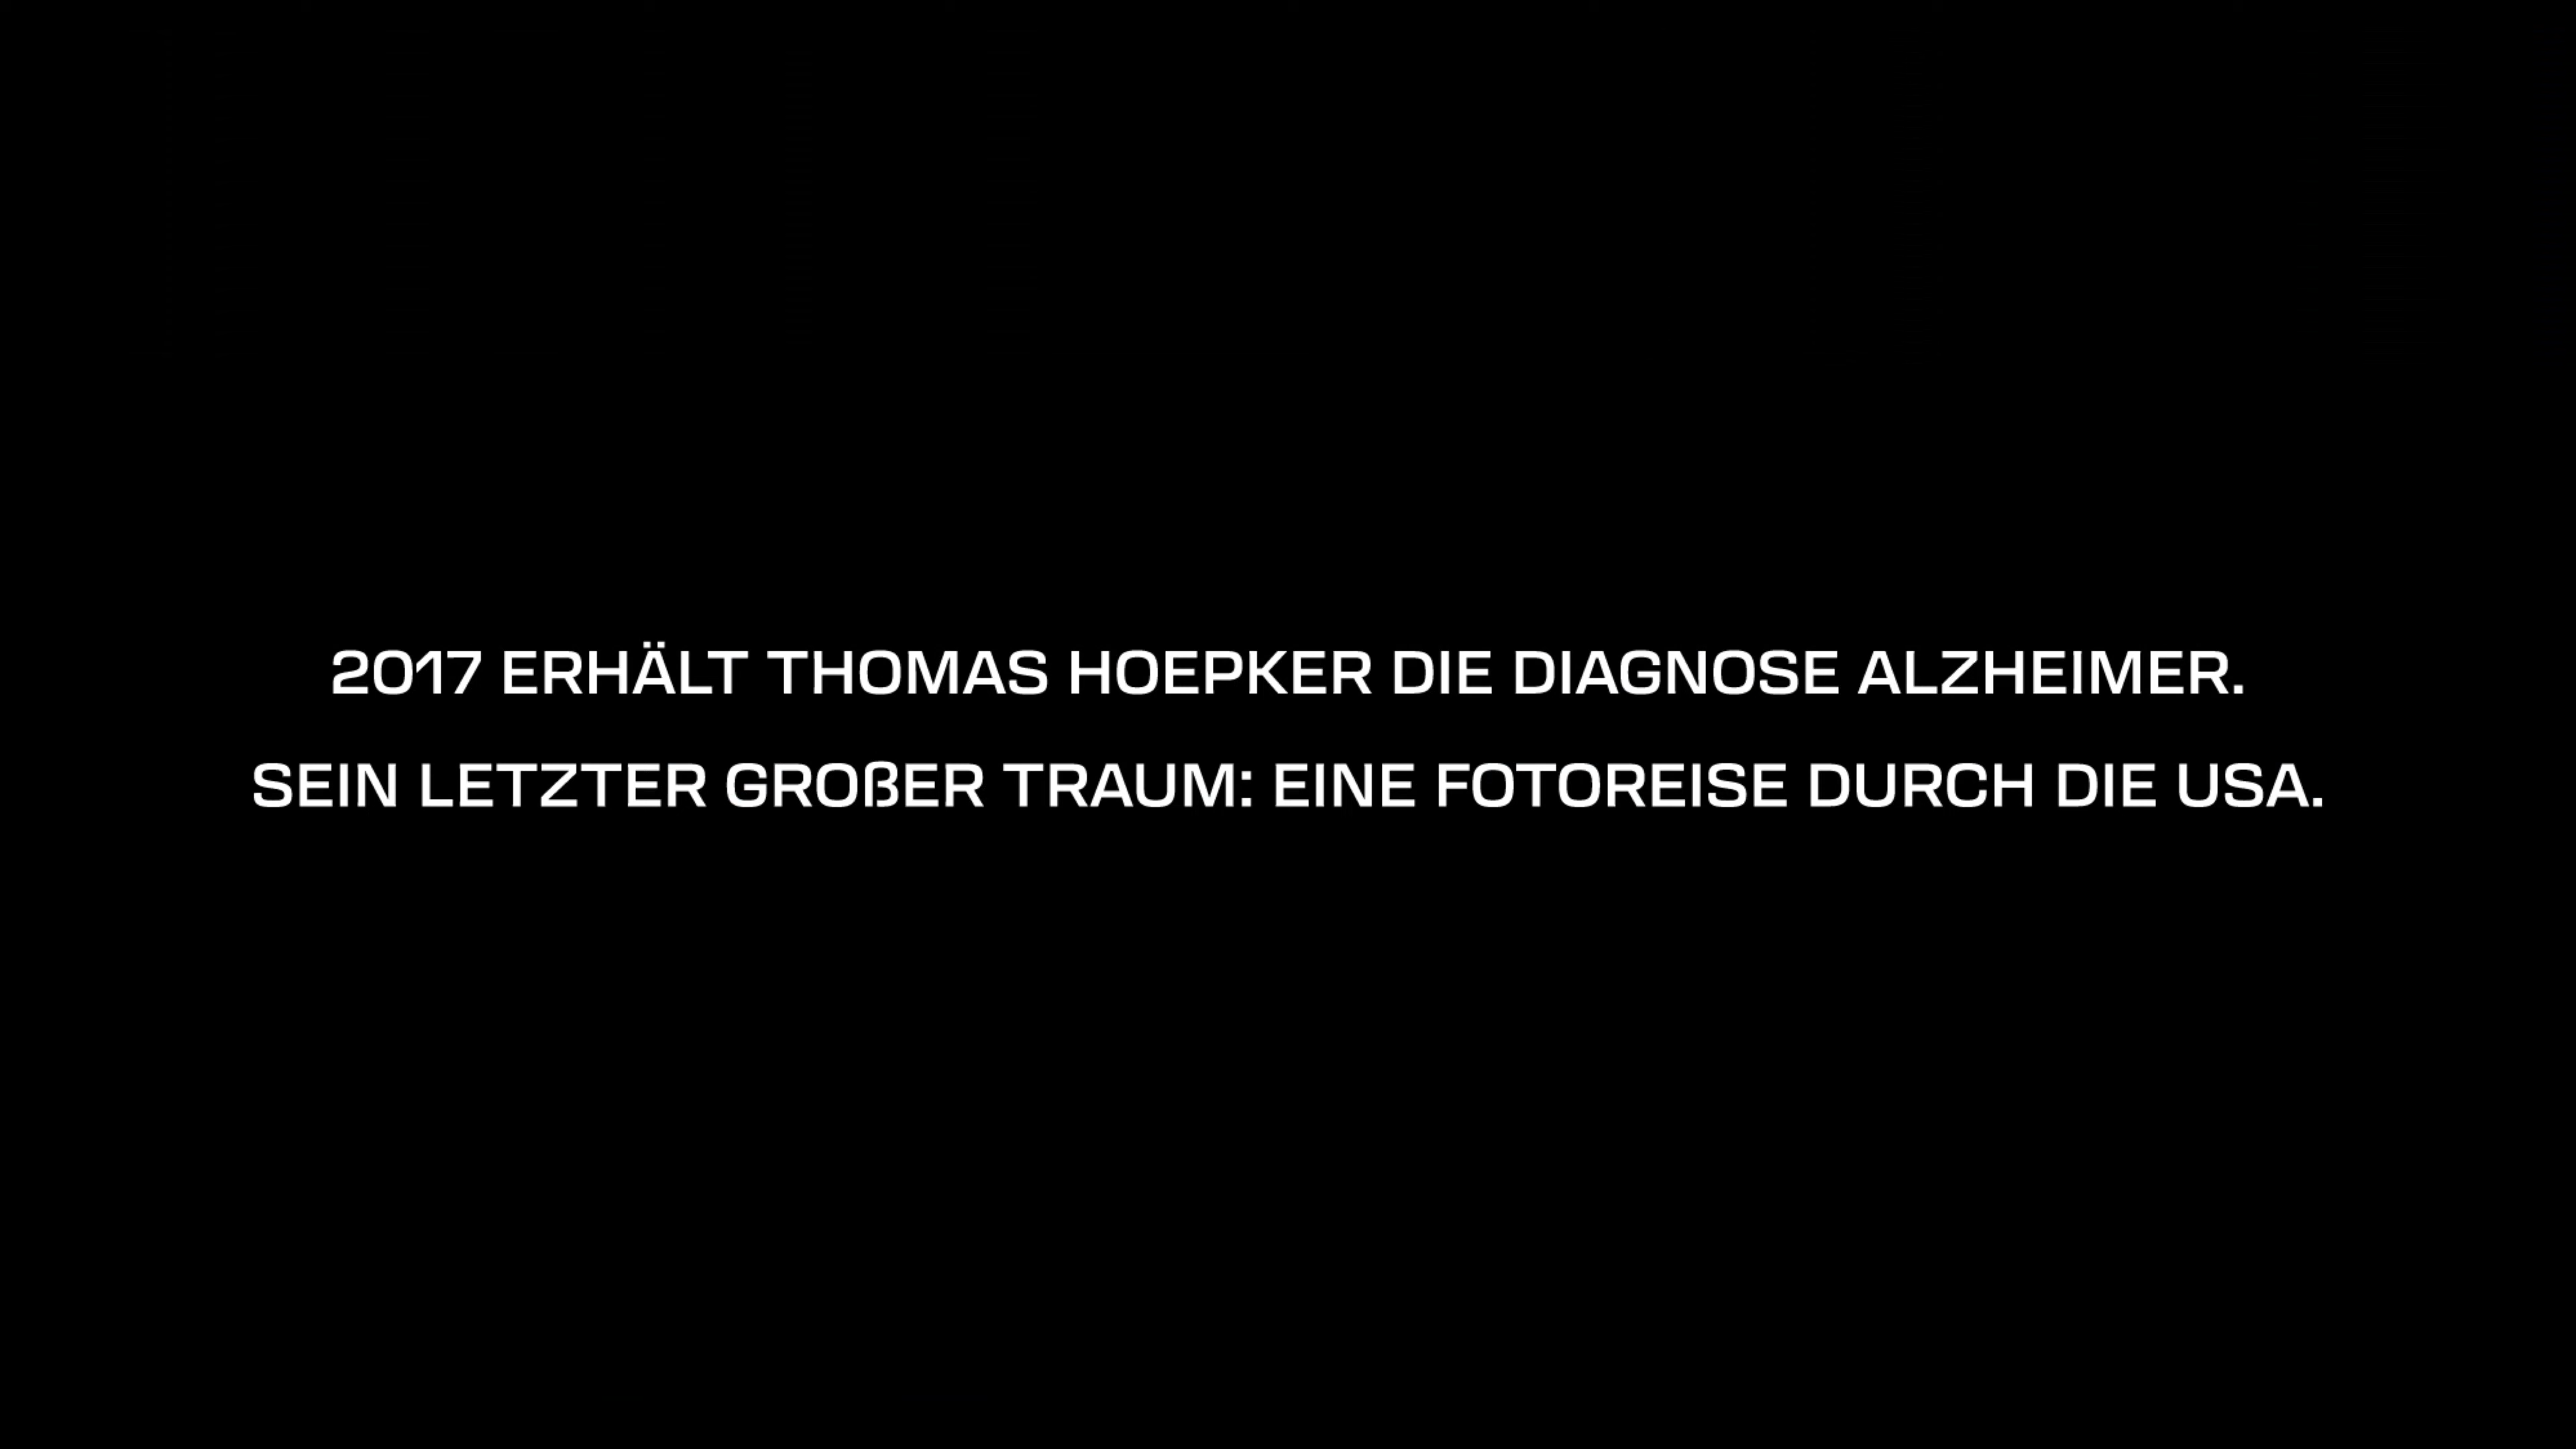 2017 ERHÄLT THOMAS HOEPKER DIE DIAGNOSE ALZHEIMER.
SEIN LETZTER GROßER TRAUM: EINE FOTOREISE DURCH DIE USA.